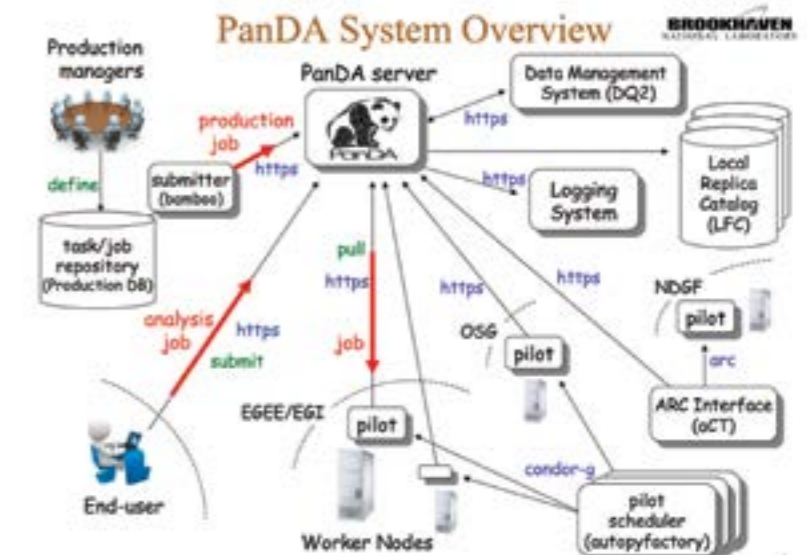 PanDA System Overview
BROOKHAVEN
NATIONAL LABORATORY
Production
managers
PanDA server
PanDA
Data Management
System (DQ2)
https
production
job
https
define
submitter
(bamboo)
https
Logging
System
Local
Replica
Catalog
(LFC)
task/job
repository
(Production DB)
pull
https
https
https
NDGF
pilot
analysis
job
https
submit
job
OSG
pilot
arc
EGEE/EGI
pilot
ARC Interface
(aCT)
End-user
condor-g
pilot
scheduler
(autopyfactory)
Worker Nodes